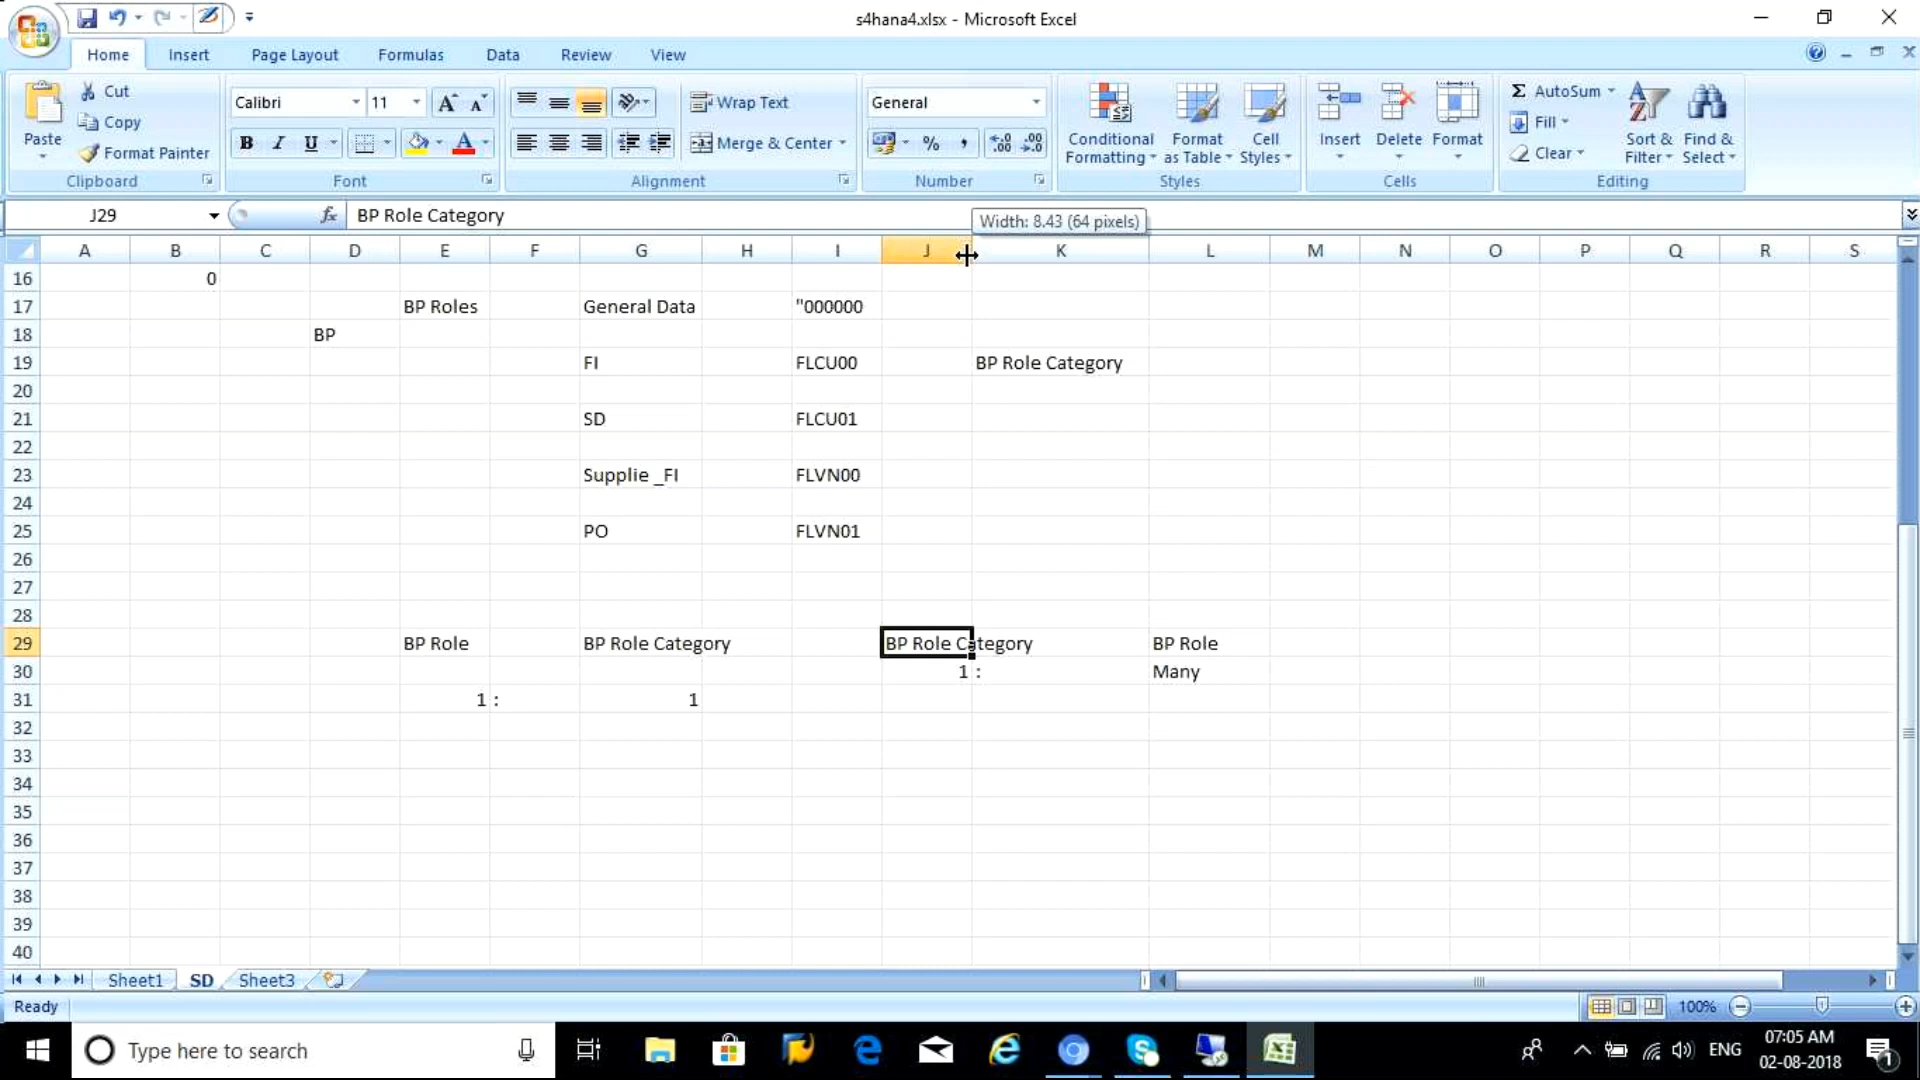 s4hana4.xlsx - Microsoft Excel
Home Insert Page Layout Formulas Data Review View
Paste
Cut
Copy
Format Painter
Clipboard
Calibri 11
B I U
Font
Wrap Text
Merge & Center
Alignment
General
Number
Conditional Formatting
Format as Table
Cell Styles
Styles
Insert Delete Format
Cells
Σ AutoSum
Fill
Clear
Sort & Filter
Find & Select
Editing
J29 fx BP Role Category
Width: 8.43 (64 pixels)
A B C D E F G H I J K L M N O P Q R S
16 0
17 BP Roles General Data "000000
18 BP
19 FI FLCU00 BP Role Category
20
21 SD FLCU01
22
23 Supplie _FI FLVN00
24
25 PO FLVN01
26
27
28
29 BP Role BP Role Category BP Role Category BP Role
30 1 : Many
31 1 : 1
32
33
34
35
36
37
38
39
40
Sheet1 SD Sheet3
Ready 100%
Type here to search
ENG
07:05 AM
02-08-2018
1